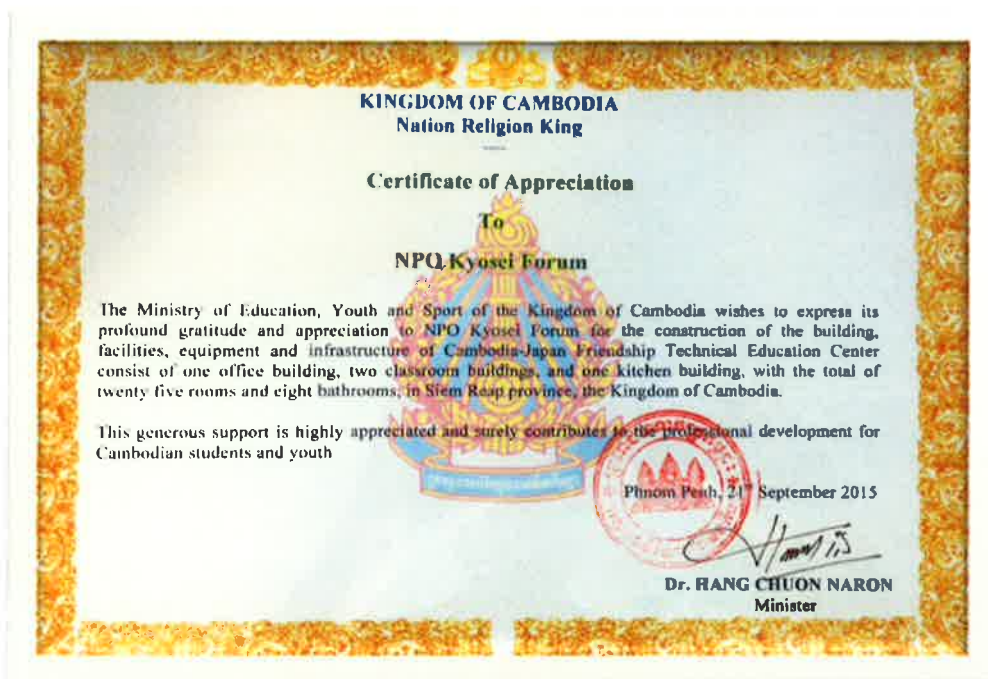 KINGDOM OF CAMBODIA
Nation Religion King
Certificate of Appreciation
To
NPO Kyosei Forum
The Ministry of Education, Youth and Sport of the Kingdom of Cambodia wishes to express its
profound gratitude and appreciation to NPO Kyosei Forum for the construction of the building,
facilities, equipment and infrastructure of Cambodia-Japan Friendship Technical Education Center
consist of one office building, two classroom buildings, and one kitchen building, with the total of
twenty five rooms and eight bathrooms, in Siem Reap province, the Kingdom of Cambodia.
This generous support is highly appreciated and surely contributes to the professional development for
Cambodian students and youth
Phnom Penh, 21st September 2015
Dr. HANG CHUON NARON
Minister